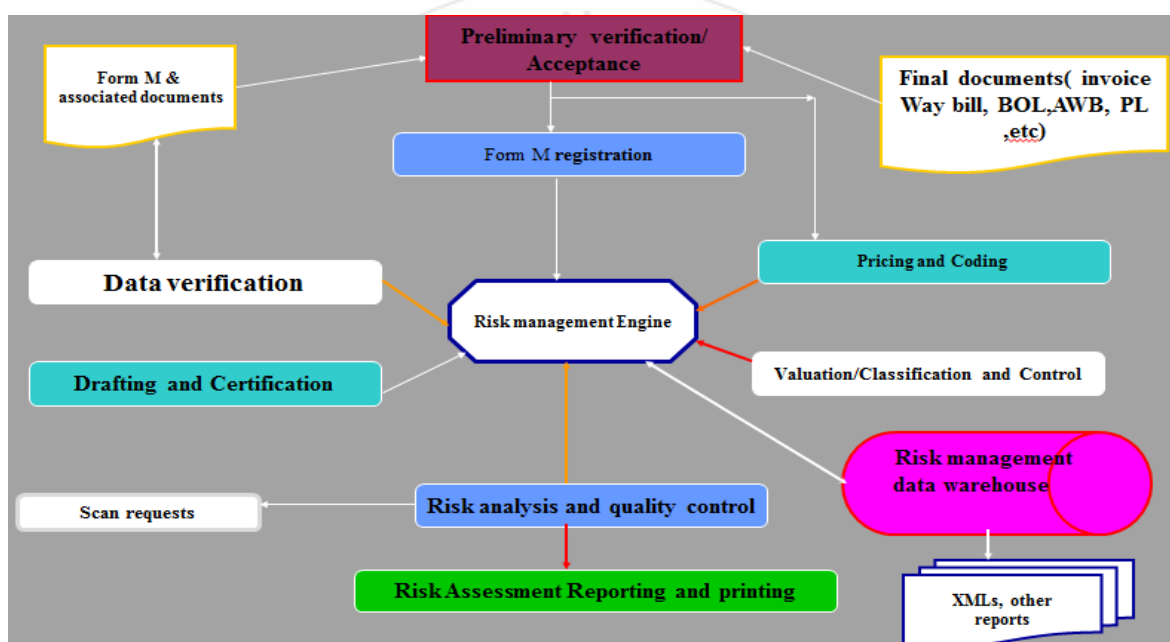 Preliminary verification/
Acceptance
Form M &
associated documents
Final documents( invoice
Way bill, BOL,AWB, PL
,etc)
Form M registration
Data verification
Pricing and Coding
Risk management Engine
Drafting and Certification
Valuation/Classification and Control
Risk management
data warehouse
Scan requests
Risk analysis and quality control
Risk Assessment Reporting and printing
XMLs, other
reports